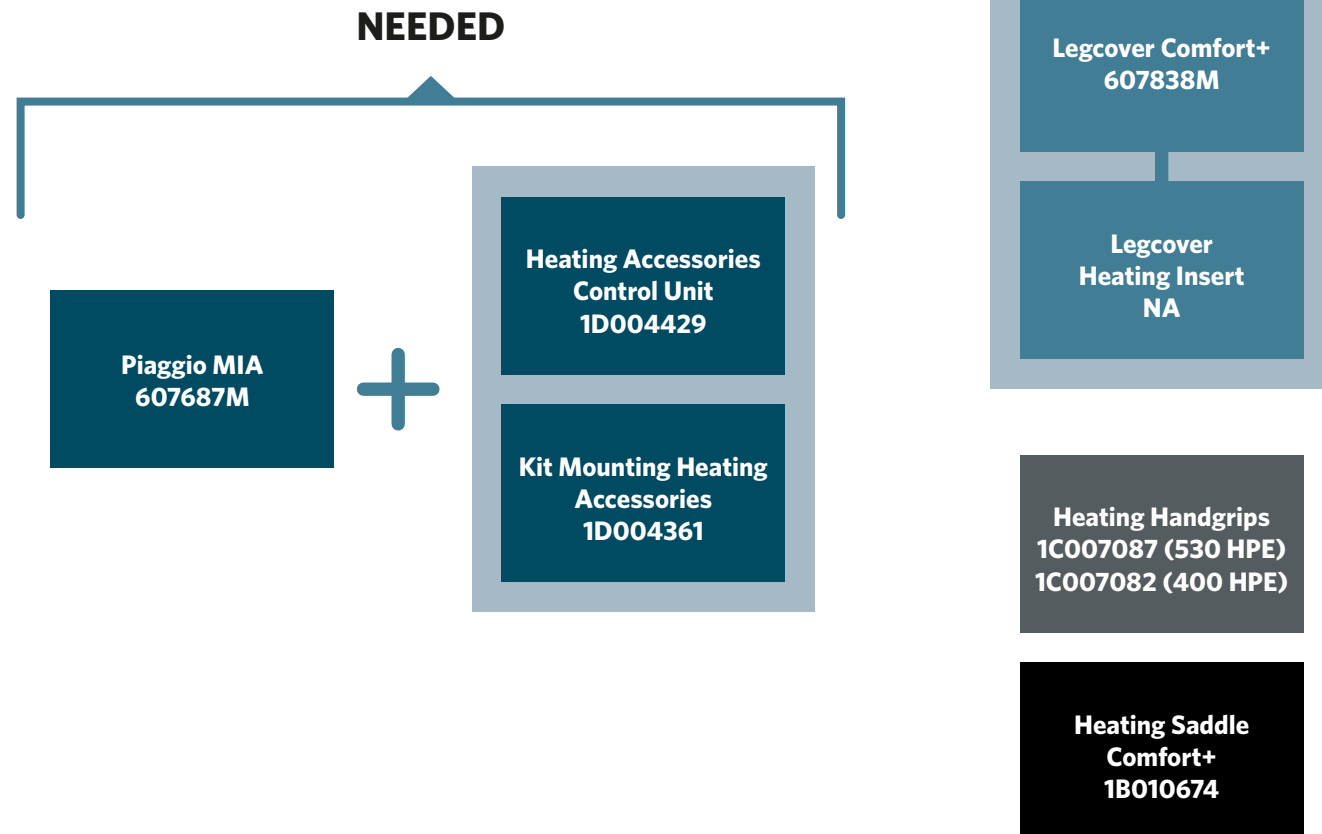 NEEDED
Piaggio MIA
607687M
Heating Accessories
Control Unit
1D004429
Kit Mounting Heating
Accessories
1D004361
Legcover Comfort+
607838M
Legcover
Heating Insert
NA
Heating Handgrips
1C007087 (530 HPE)
1C007082 (400 HPE)
Heating Saddle
Comfort+
1B010674